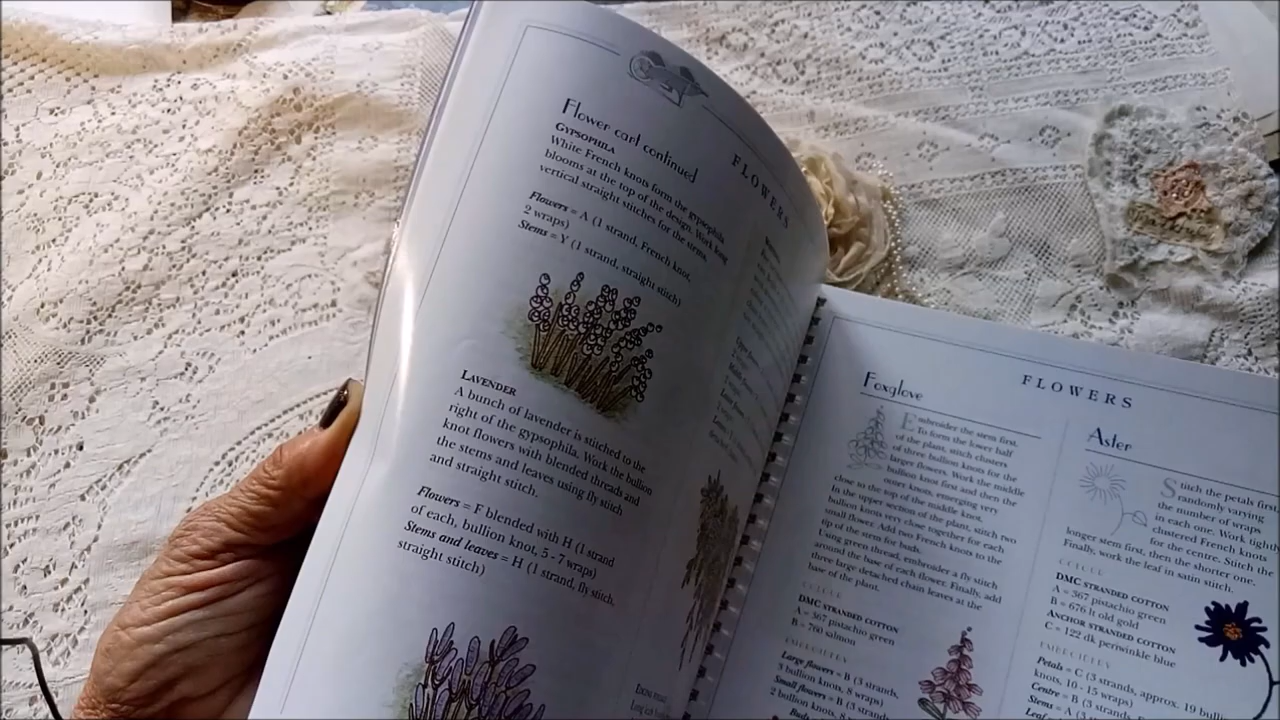 FLOWERS
Flower cart continued
GYPSOPHILA
White French knots form the gypsophila
blooms at the top of the design. Work long
vertical straight stitches for the stems.
Flowers = A (1 strand, French knot,
2 wraps)
Stems = Y (1 strand, straight stitch)
LAVENDER
A bunch of lavender is stitched to the
right of the gypsophila. Work the bullion
knot flowers with blended threads and
the stems and leaves using fly stitch
and straight stitch.
Flowers = F blended with H (1 strand
of each, bullion knot, 5 - 7 wraps)
Stems and leaves = H (1 strand, fly stitch,
straight stitch)
FLOWERS
Foxglove
Embroider the stem first.
To form the lower half
of the plant, stitch clusters
of three bullion knots for the
larger flowers. Work the middle
bullion knot first and then the
outer knots, emerging very
close to the top of the middle knot.
In the upper section of the plant, stitch two
bullion knots very close together for each
small flower. Add two French knots to the
tip of the stem for buds.
Using green thread, embroider a fly stitch
around the base of each flower. Finally, add
three large detached chain leaves at the
base of the plant.
DMC STRANDED COTTON
A = 367 pistachio green
B = 760 salmon
EMBROIDERY
Large flowers = B (3 strands,
3 bullion knots, 8 wraps)
Small flowers = B (3 strands,
2 bullion knots, 8
Aster
Stitch the petals first
randomly varying
the number of wraps
in each one. Work tight
clustered French knots
for the centre. Stitch the
longer stem first, then the shorter one.
Finally, work the leaf in satin stitch.
DMC STRANDED COTTON
A = 367 pistachio green
B = 676 lt old gold
ANCHOR STRANDED COTTON
C = 122 dk periwinkle blue
EMBROIDERY
Petals = C (3 strands, approx. 19 bullion
knots, 10 - 15 wraps)
Centre = B (3 strands,
Stems = A (3